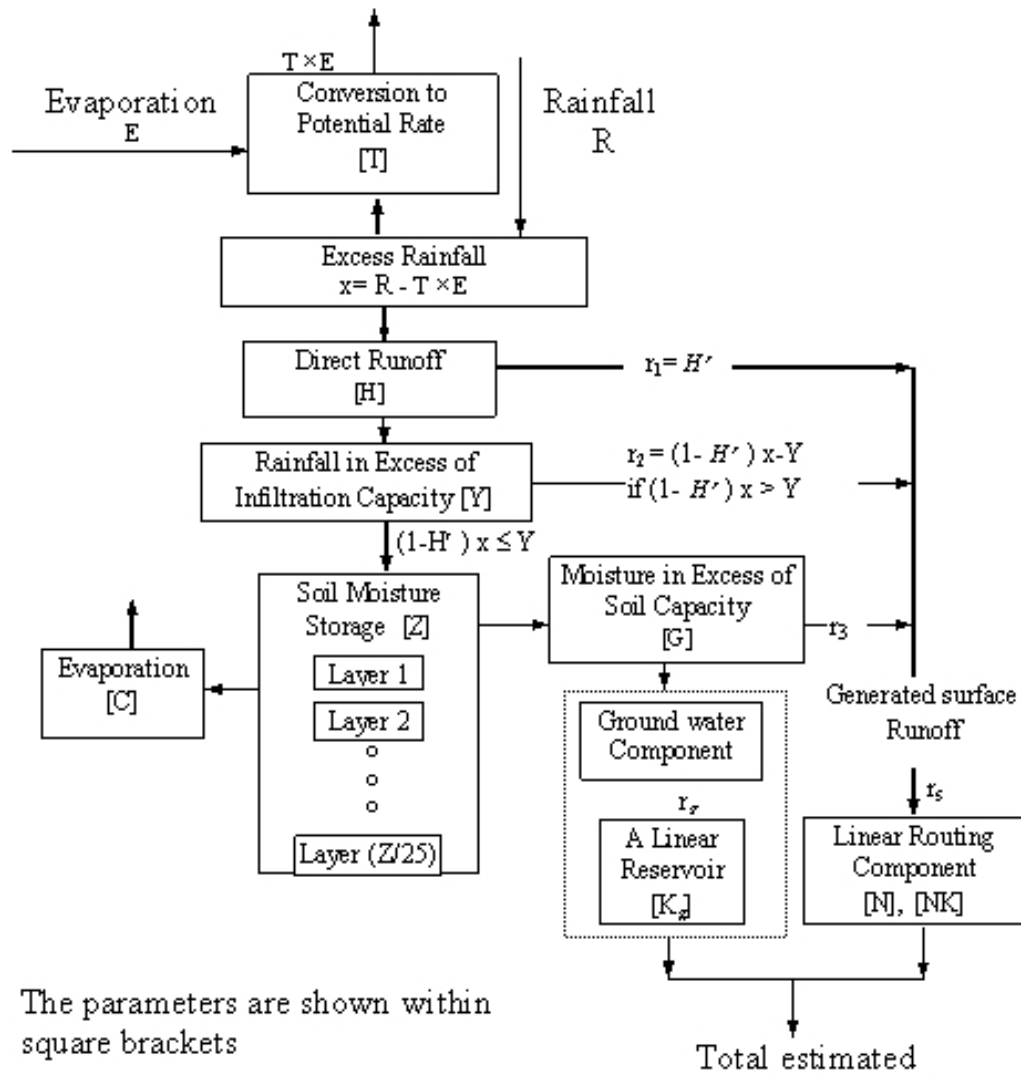 T × E
Conversion to
Potential Rate
[T]
Evaporation
E
Rainfall
R
Excess Rainfall
x= R - T × E
Direct Runoff
[H]
r₁= H'
Rainfall in Excess of
Infiltration Capacity [Y]
r₂ = (1- H' ) x-Y
if (1- H' ) x > Y
(1-H' ) x ≤ Y
Soil Moisture
Storage [Z]
Layer 1
Layer 2
Layer (Z/25)
Evaporation
[C]
Moisture in Excess of
Soil Capacity
[G]
r₃
Ground water
Component
r
A Linear
Reservoir
Generated surface
Runoff
rₛ
Linear Routing
Component
[N], [NK]
The parameters are shown within
square brackets
Total estimated